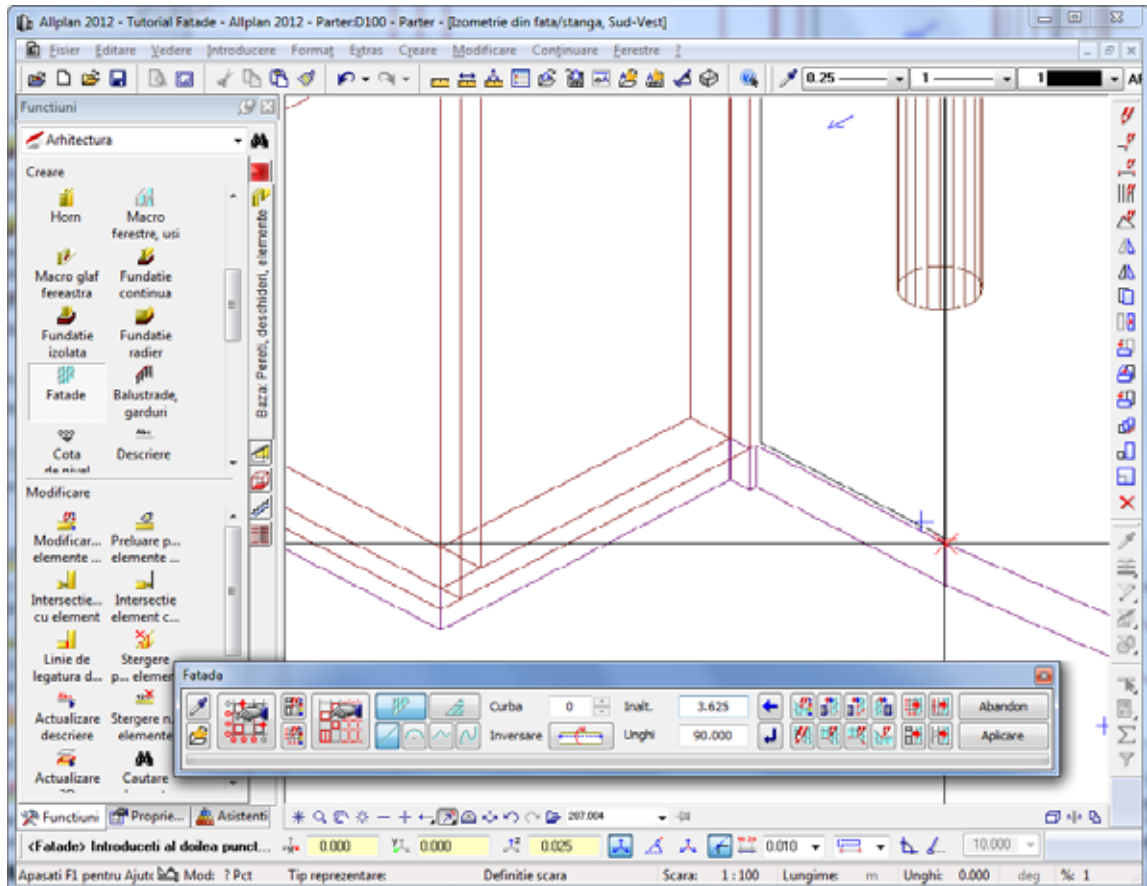 Allplan 2012 - Tutorial Fatade - Allplan 2012 - Parter:D100 - Parter - [Izometrie din fata/stanga, Sud-Vest]
Fisier Editare Vedere Introducere Format Extras Creare Modificare Continuare Ferestre ?
0.25 1 1
Functiuni
Arhitectura
Creare
Horn Macro ferestre, usi
Macro glaf fereastra Fundatie continua
Fundatie izolata Fundatie radier
Fatade Balustrade, garduri
Cota de nivel Descriere
Baza: Pereti, deschideri, elemente
Modificare
Modificar... elemente ... Preluare p... elemente ...
Intersectie... cu element Intersectie element c...
Linie de legatura d... Stergere p... elemen
Actualizare descriere Stergere n. elemente
Actualizare Cautare
Fatada
Curba 0 Inalt. 3.625 Abandon
Inversare Unghi 90.000 Aplicare
Functiuni Proprie... Asistenti 207.004
<Fatade> Introduceti al doilea punct... 0.000 0.000 0.025 0.010 10.000
Apasati F1 pentru Ajuto Mod: ? Pct Tip reprezentare: Definitie scara Scara: 1:100 Lungime: m Unghi: 0.000 deg %: 1